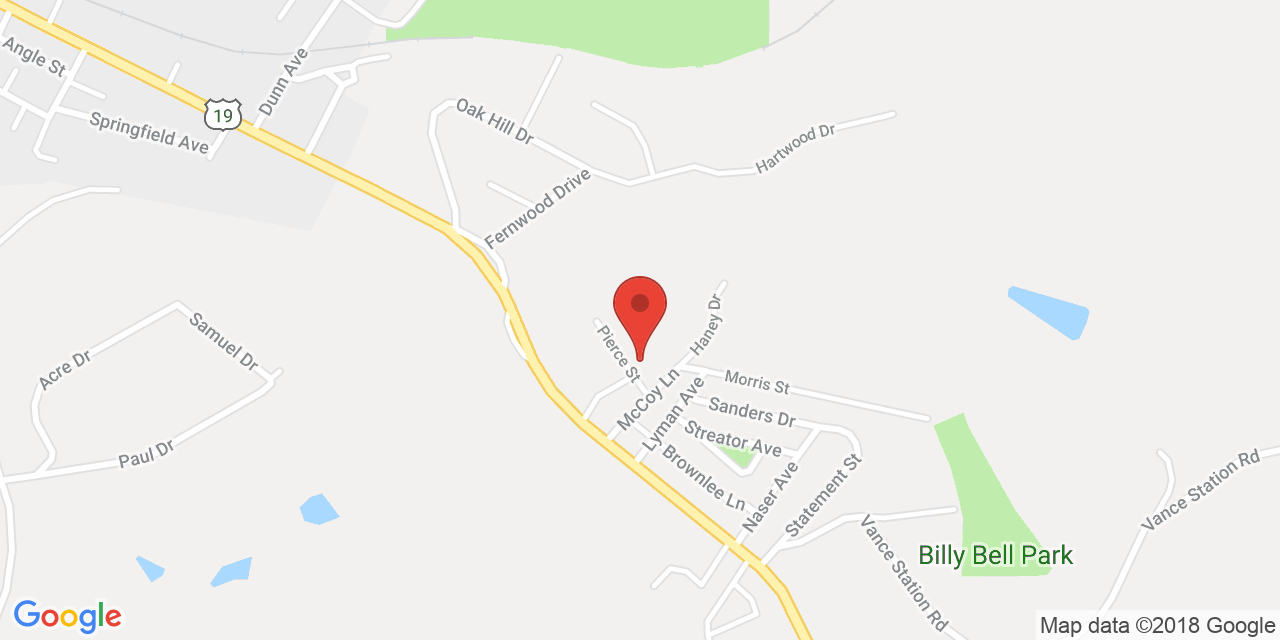 Angle St
Dunn Ave
19
Springfield Ave
Oak Hill Dr
Hartwood Dr
Fernwood Drive
Haney Dr
Samuel Dr
Pierce St
Acre Dr
McCoy Ln
Morris St
Lyman Ave
Sanders Dr
Streator Ave
Paul Dr
Brownlee Ln
Naser Ave
Statement St
Vance Station Rd
Vance Station Rd
Billy Bell Park
Google
Map data ©2018 Google